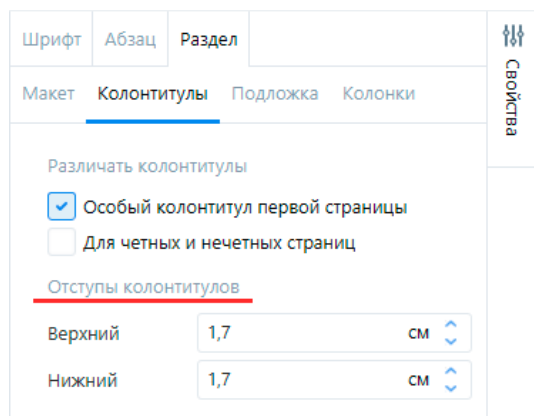 Шрифт Абзац Раздел
Свойства
Макет Колонтитулы Подложка Колонки
Различать колонтитулы
Особый колонтитул первой страницы
Для четных и нечетных страниц
Отступы колонтитулов
Верхний 1,7 см
Нижний 1,7 см